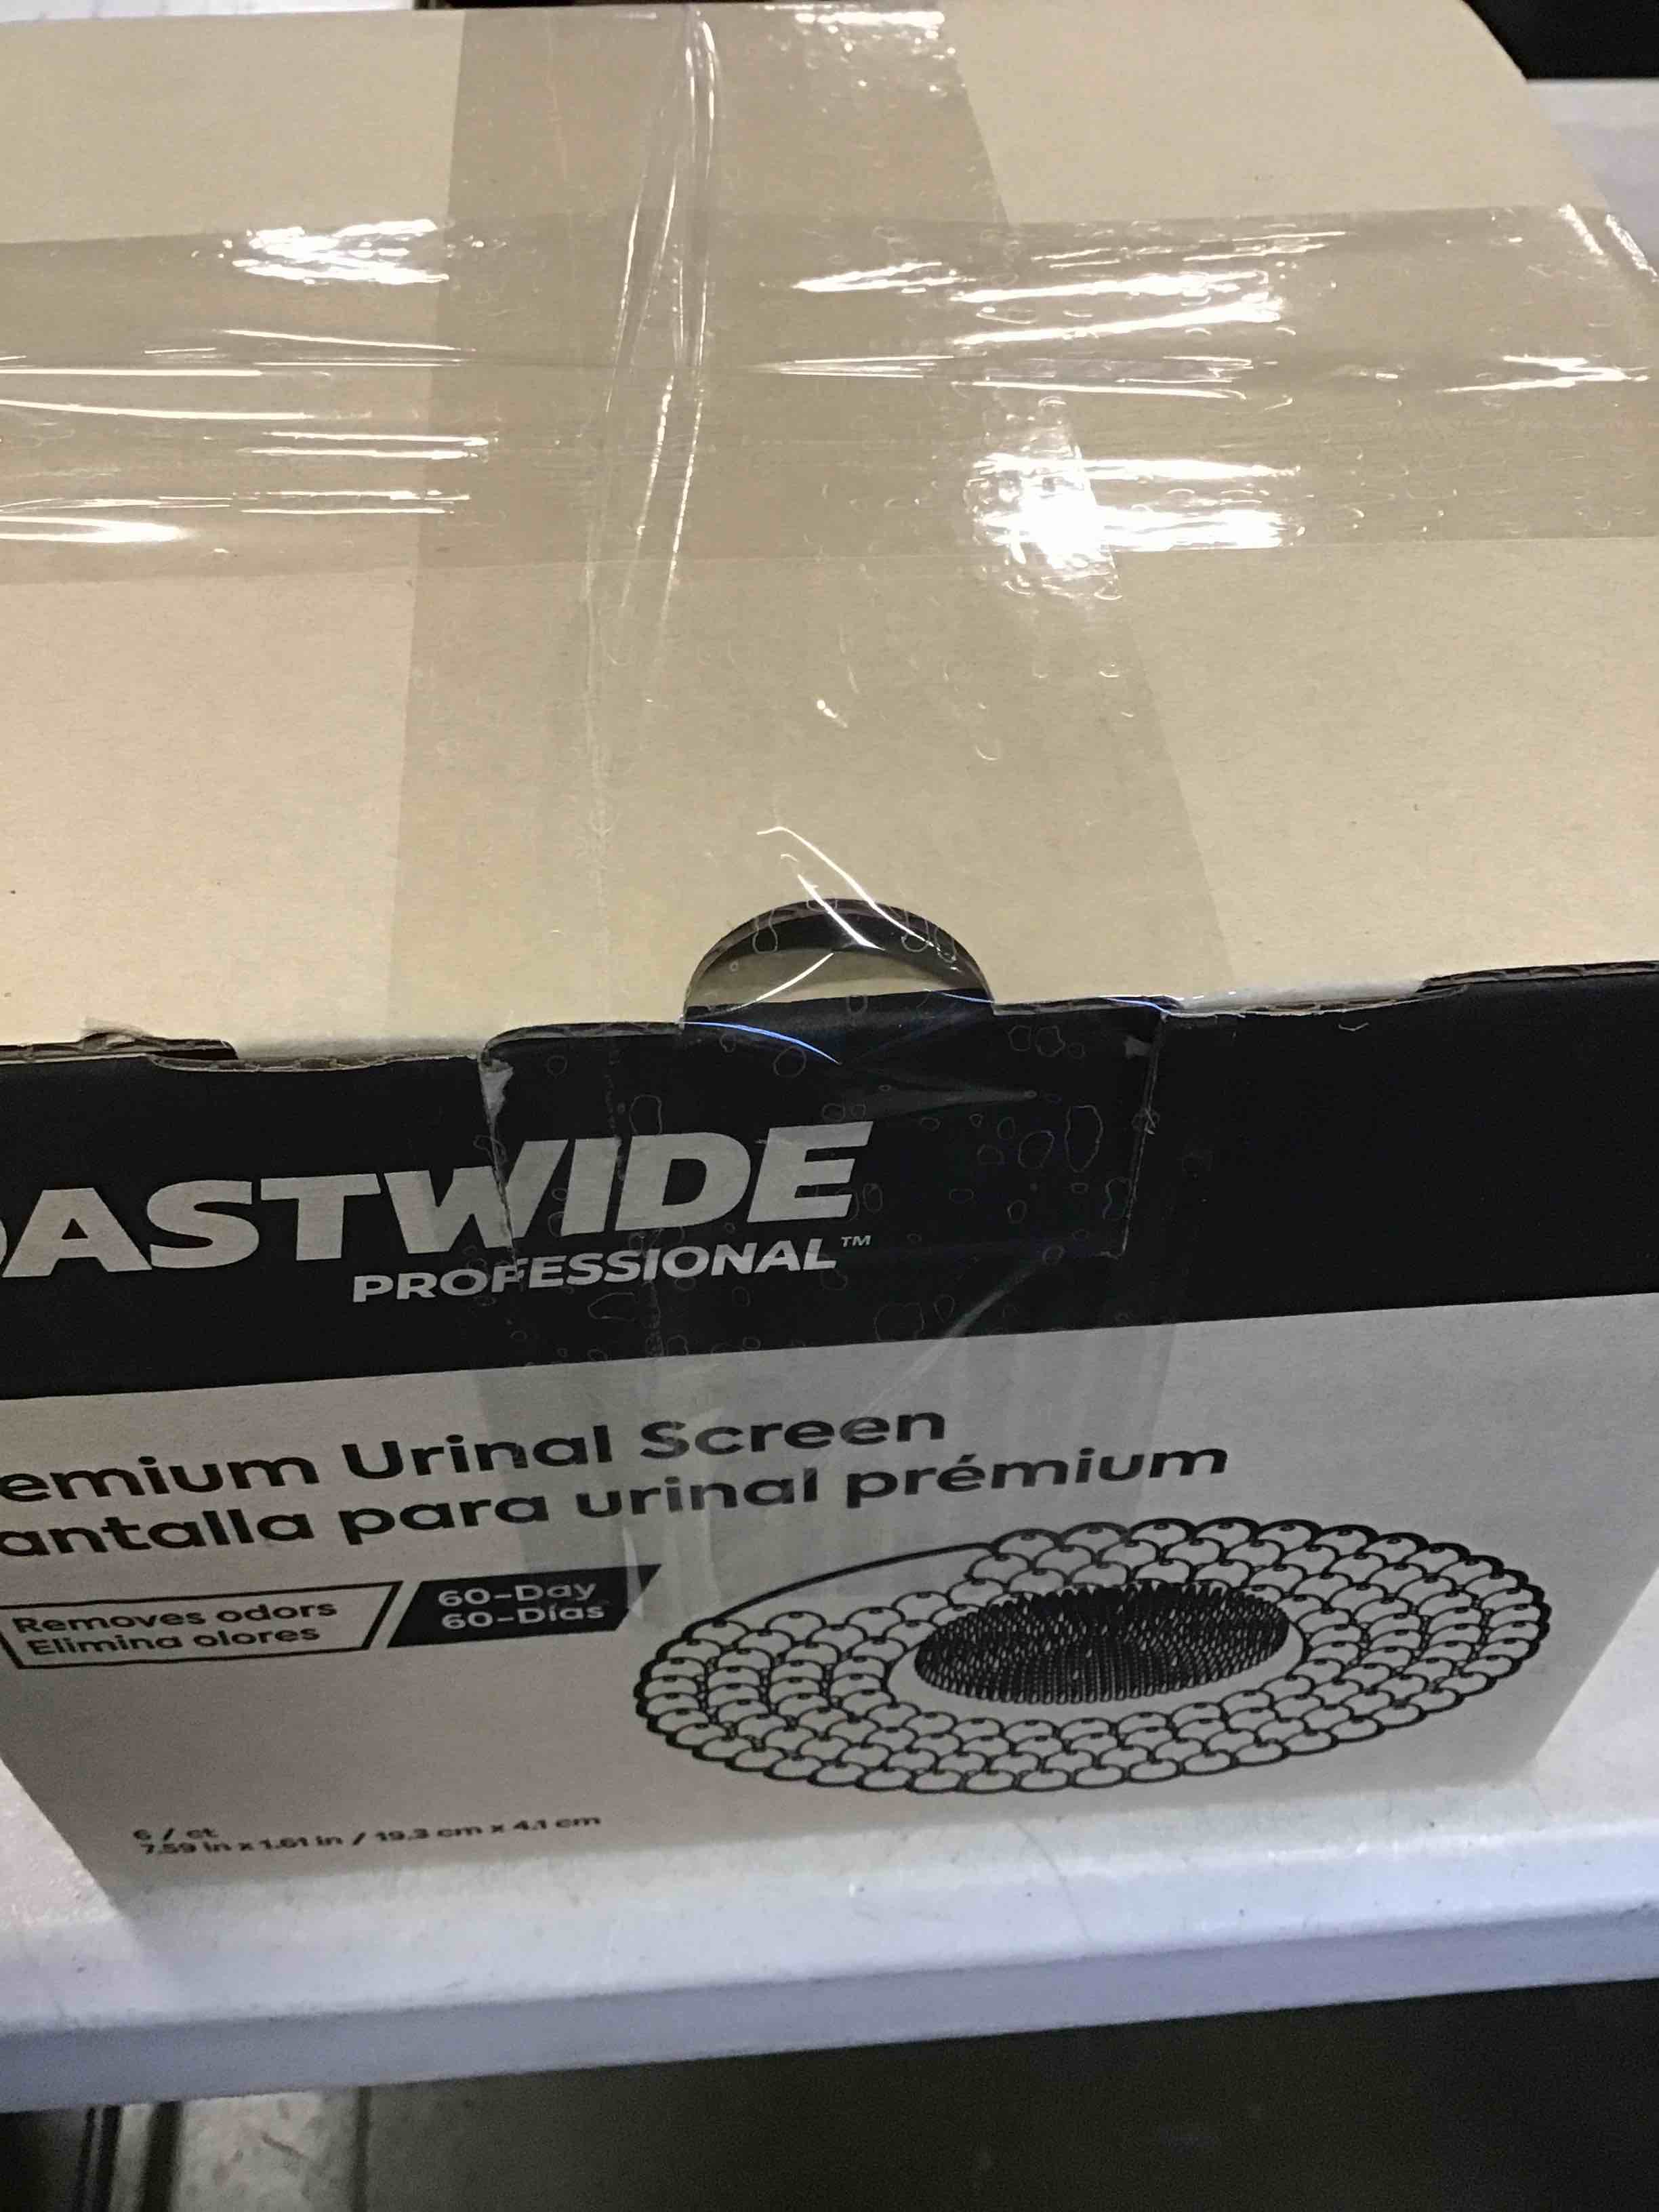 OASTWIDE
PROFESSIONAL™
emium Urinal Screen
antalla para urinal prémium
Removes odors
Elimina olores
60-Day
60-Días
6 / ct
7.59 in x 1.61 in / 19.3 cm x 4.1 cm